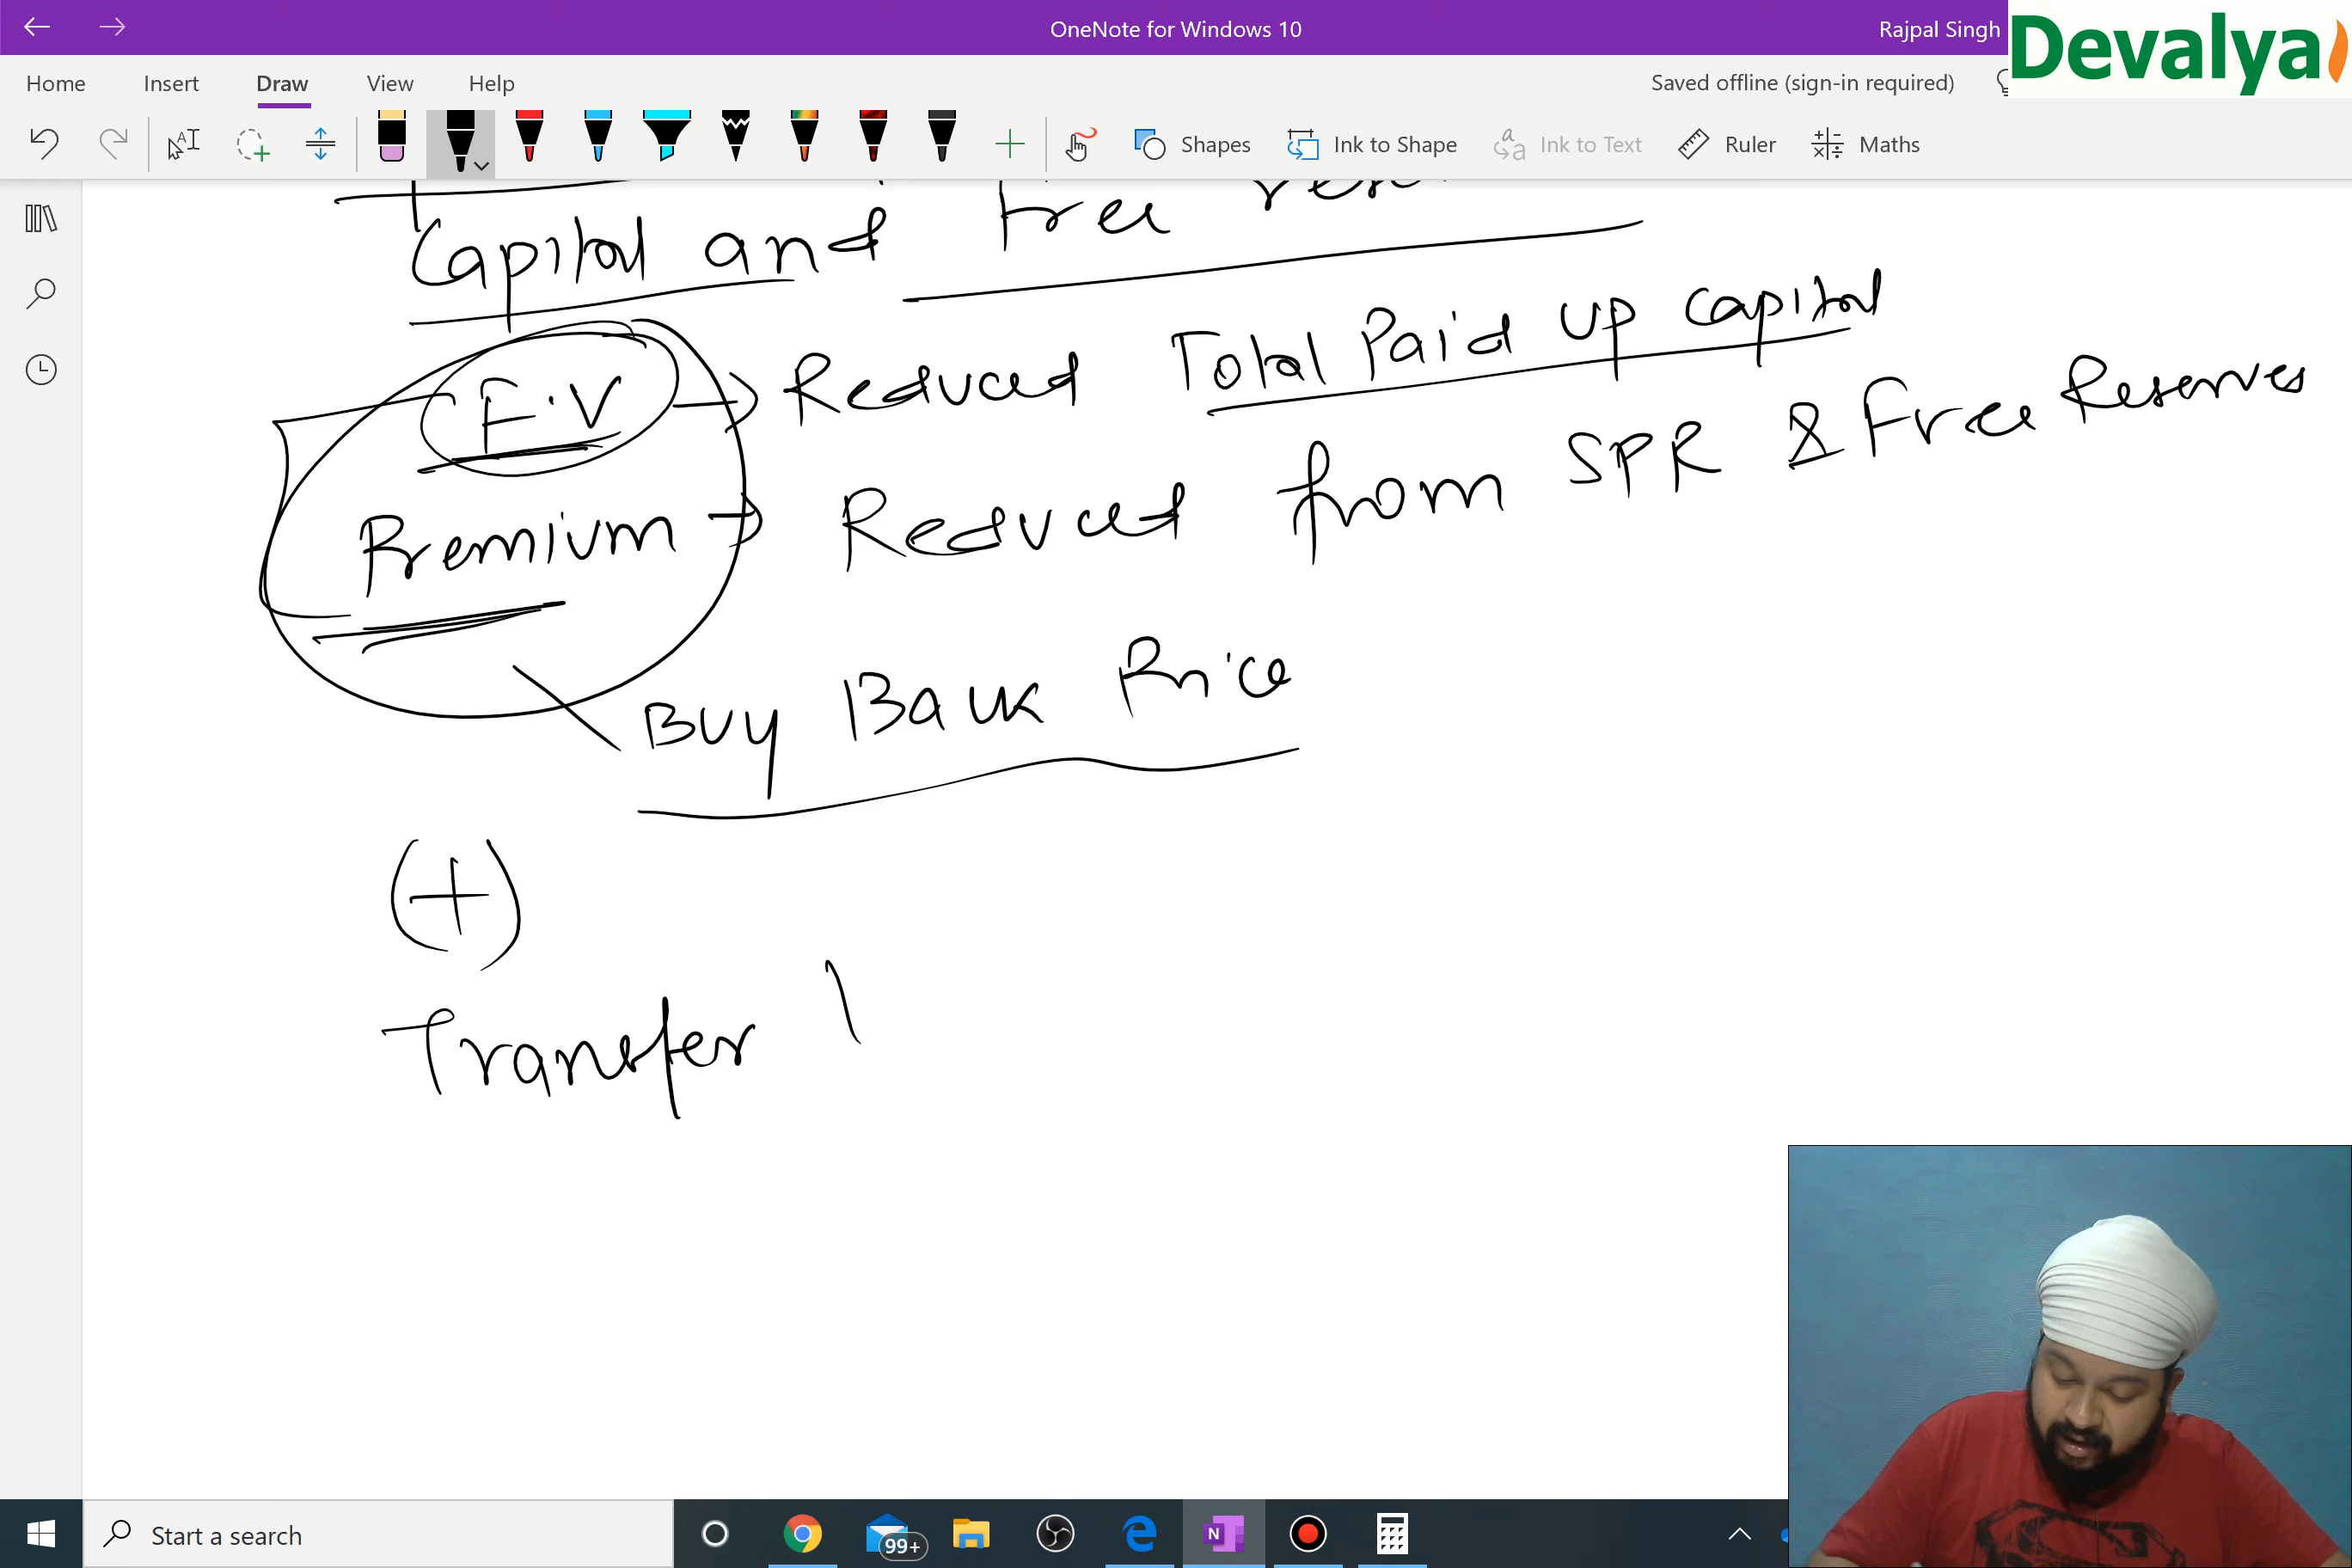 OneNote for Windows 10
Rajpal Singh
Devalya
Home Insert Draw View Help
Saved offline (sign-in required)
Shapes Ink to Shape Ink to Text Ruler Maths
Capital and Free
F.V → Reduced Total Paid up capital
Premium → Reduced from SPR & Free Reserves
Buy Back Price
(+)
Transfer
Start a search
99+